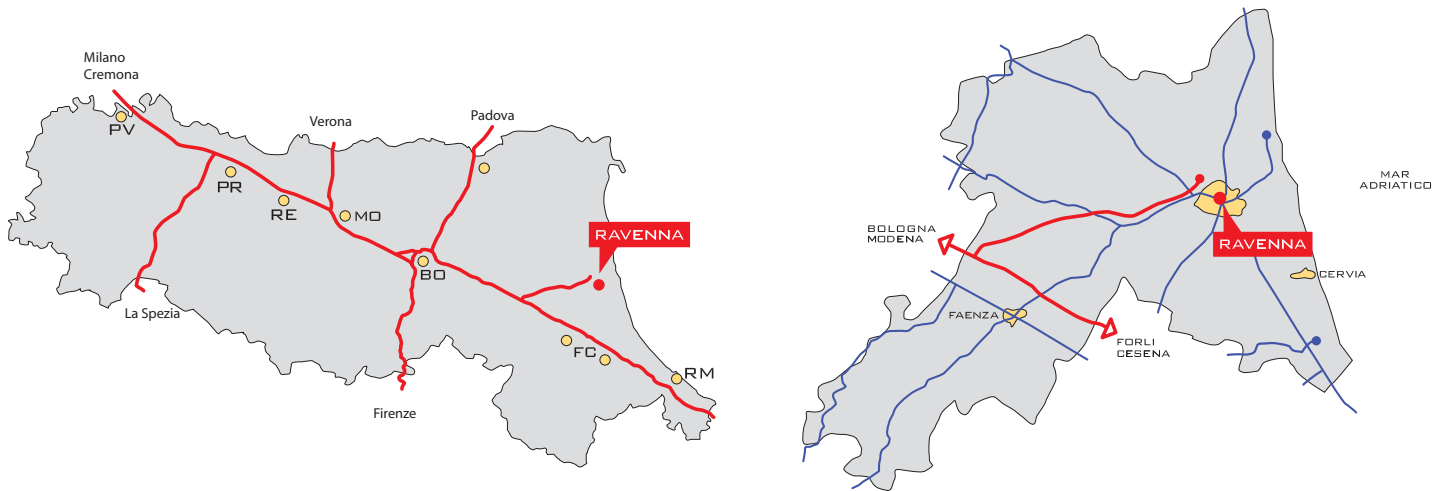 Milano
Cremona
PV
Verona
Padova
PR
RE
MO
RAVENNA
BO
La Spezia
FC
RM
Firenze
MAR
ADRIATICO
BOLOGNA
MODENA
RAVENNA
CERVIA
FAENZA
FORLI
CESENA